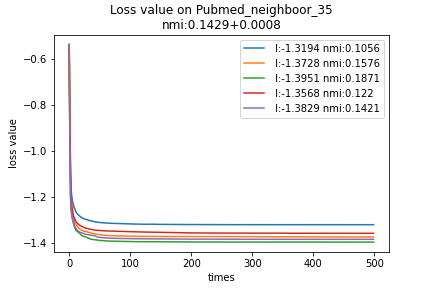 Loss value on Pubmed_neighboor_35
nmi:0.1429+0.0008
l:-1.3194 nmi:0.1056
l:-1.3728 nmi:0.1576
l:-1.3951 nmi:0.1871
l:-1.3568 nmi:0.122
l:-1.3829 nmi:0.1421
loss value
−0.6
−0.8
−1.0
−1.2
−1.4
0 100 200 300 400 500
times